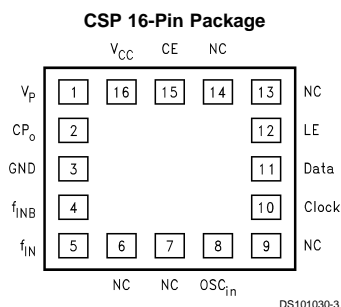 CSP 16-Pin Package
VCC CE NC
VP 1 16 15 14 13 NC
CPo 2 12 LE
GND 3 11 Data
fINB 4 10 Clock
fIN 5 6 7 8 9 NC
NC NC OSCin
DS101030-3